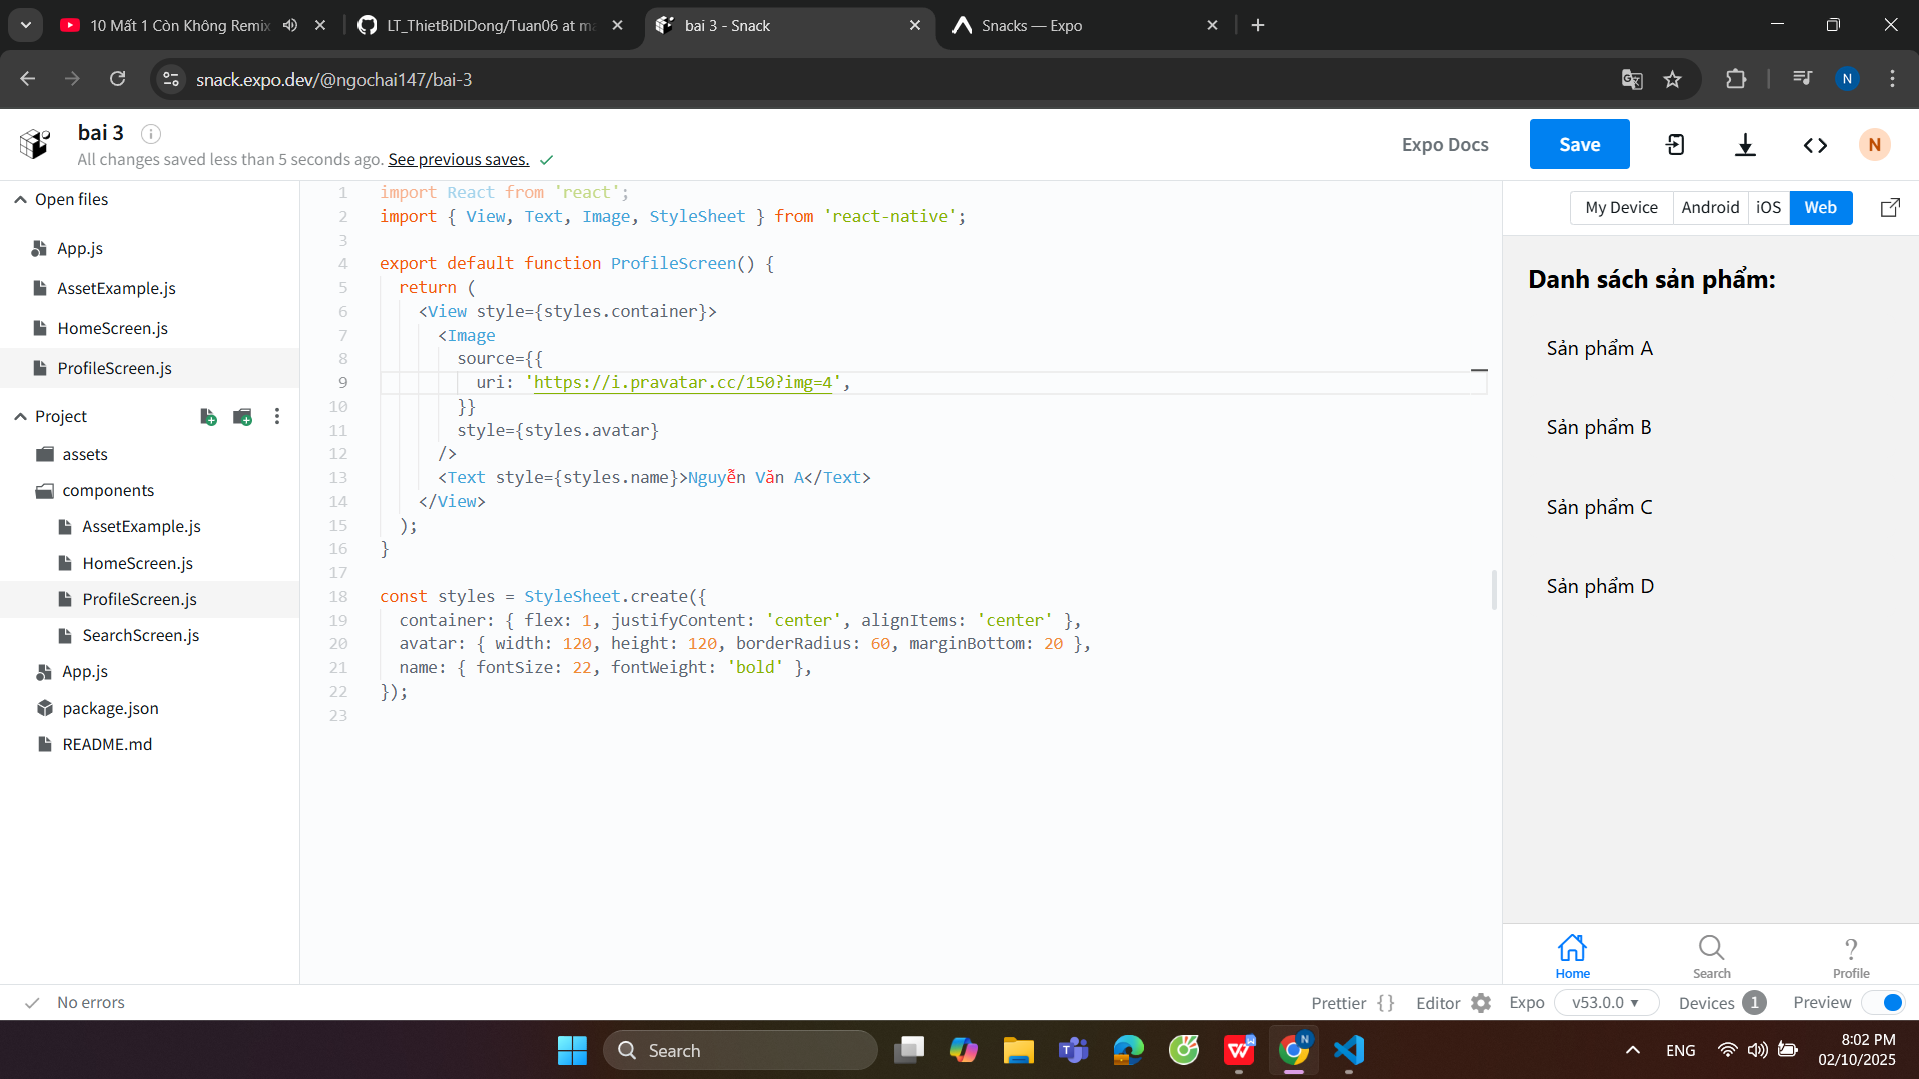 10 Mất 1 Còn Không Remix
LT_ThietBiDiDong/Tuan06 at ma
bai 3 - Snack
Snacks — Expo
snack.expo.dev/@ngochai147/bai-3
N
bai 3
All changes saved less than 5 seconds ago. See previous saves.
Expo Docs
Save
N
Open files
App.js
AssetExample.js
HomeScreen.js
ProfileScreen.js
Project
assets
components
AssetExample.js
HomeScreen.js
ProfileScreen.js
SearchScreen.js
App.js
package.json
README.md
1 import React from 'react';
2 import { View, Text, Image, StyleSheet } from 'react-native';
3
4 export default function ProfileScreen() {
5 return (
6 <View style={styles.container}>
7 <Image
8 source={{
9 uri: 'https://i.pravatar.cc/150?img=4',
10 }}
11 style={styles.avatar}
12 />
13 <Text style={styles.name}>Nguyễn Văn A</Text>
14 </View>
15 );
16 }
17
18 const styles = StyleSheet.create({
19 container: { flex: 1, justifyContent: 'center', alignItems: 'center' },
20 avatar: { width: 120, height: 120, borderRadius: 60, marginBottom: 20 },
21 name: { fontSize: 22, fontWeight: 'bold' },
22 });
23
My Device Android iOS Web
Danh sách sản phẩm:
Sản phẩm A
Sản phẩm B
Sản phẩm C
Sản phẩm D
Home Search Profile
No errors
Prettier { } Editor Expo v53.0.0 Devices 1 Preview
Search
ENG
8:02 PM
02/10/2025